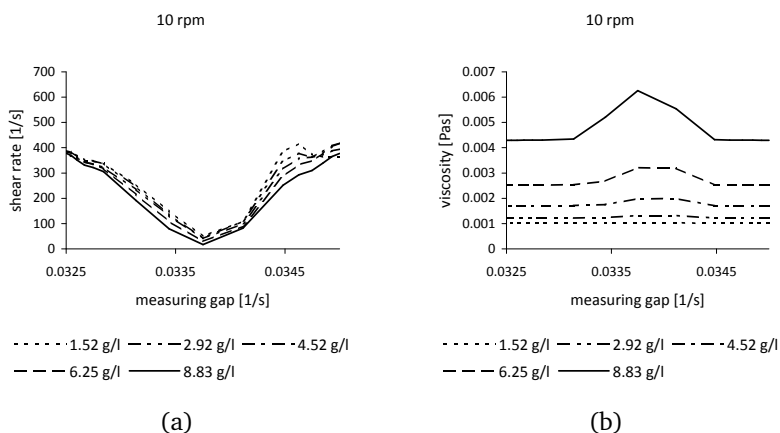 10 rpm
shear rate [1/s]
700
600
500
400
300
200
100
0
0.0325
0.0335
0.0345
measuring gap [1/s]
1.52 g/l
2.92 g/l
4.52 g/l
6.25 g/l
8.83 g/l
(a)
10 rpm
viscosity [Pas]
0.007
0.006
0.005
0.004
0.003
0.002
0.001
0
0.0325
0.0335
0.0345
measuring gap [1/s]
1.52 g/l
2.92 g/l
4.52 g/l
6.25 g/l
8.83 g/l
(b)